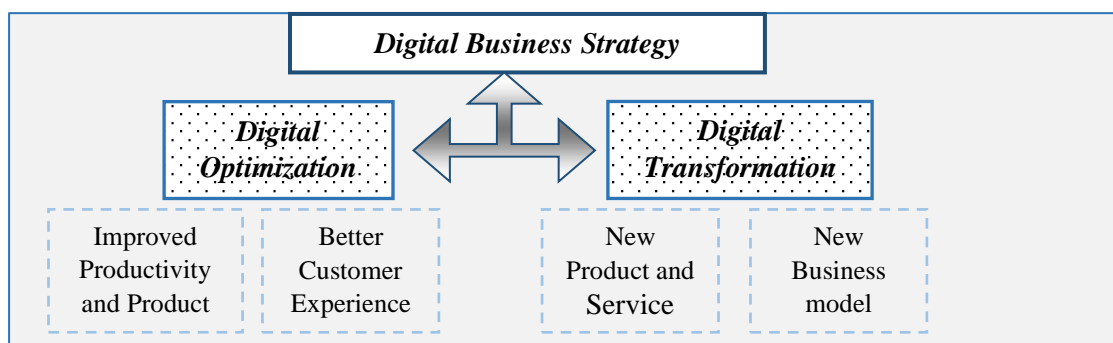 Digital Business Strategy
Digital
Optimization
Digital
Transformation
Improved
Productivity
and Product
Better
Customer
Experience
New
Product and
Service
New
Business
model